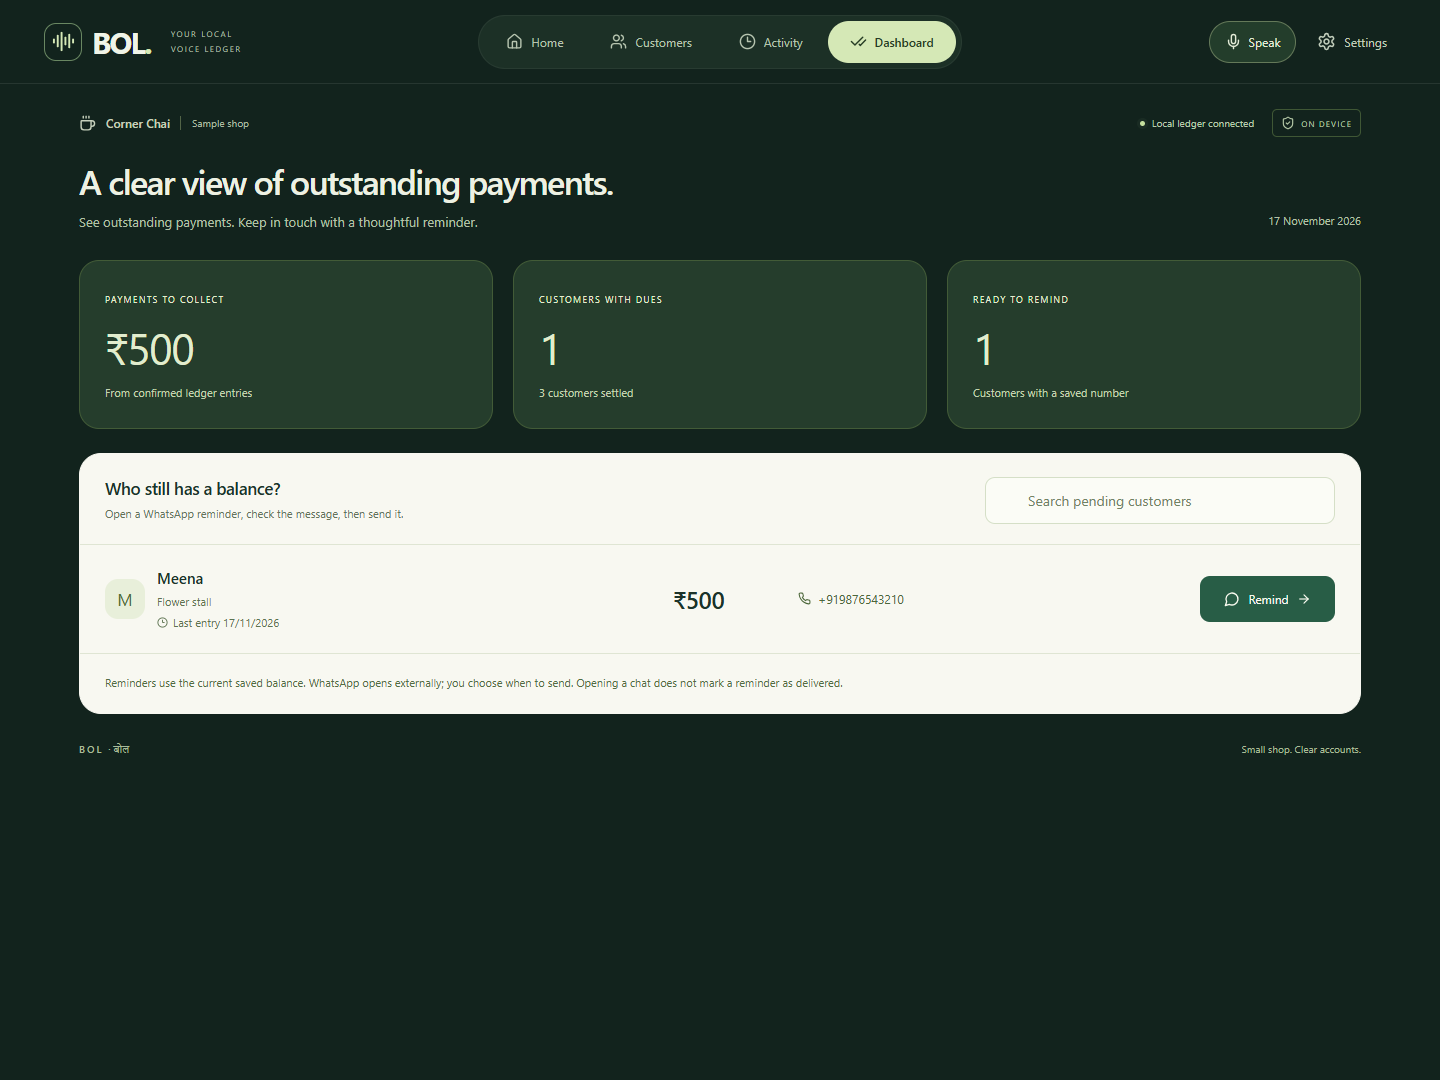 BOL.
YOUR LOCAL
VOICE LEDGER
Home
Customers
Activity
Dashboard
Speak
Settings
Corner Chai
Sample shop
Local ledger connected
ON DEVICE
A clear view of outstanding payments.
See outstanding payments. Keep in touch with a thoughtful reminder.
17 November 2026
PAYMENTS TO COLLECT
₹500
From confirmed ledger entries
CUSTOMERS WITH DUES
1
3 customers settled
READY TO REMIND
1
Customers with a saved number
Who still has a balance?
Open a WhatsApp reminder, check the message, then send it.
Search pending customers
M
Meena
Flower stall
Last entry 17/11/2026
₹500
+919876543210
Remind
Reminders use the current saved balance. WhatsApp opens externally; you choose when to send. Opening a chat does not mark a reminder as delivered.
BOL · बोल
Small shop. Clear accounts.